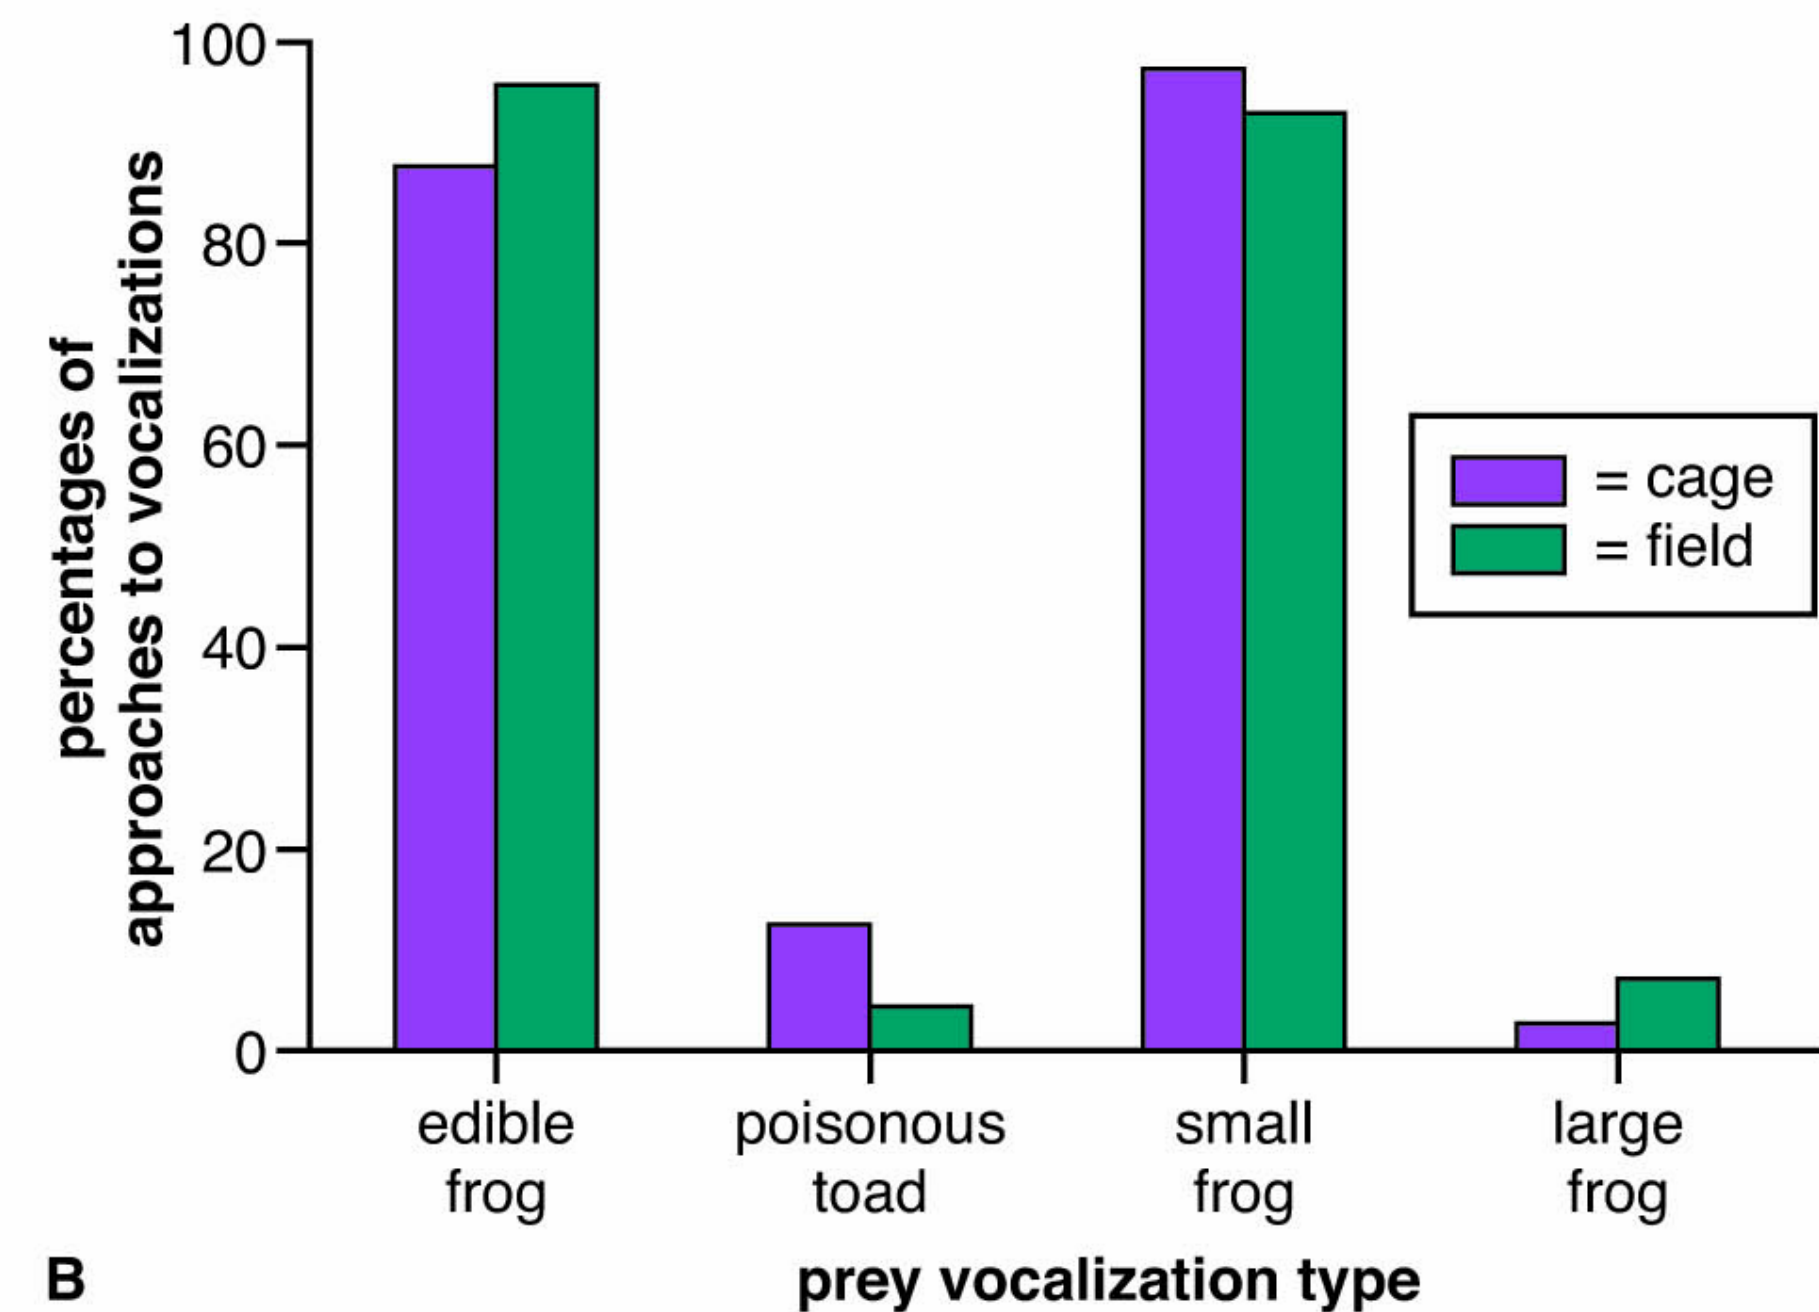 percentages of
approaches to vocalizations
100
80
60
40
20
0
= cage
= field
edible
frog
poisonous
toad
small
frog
large
frog
B
prey vocalization type